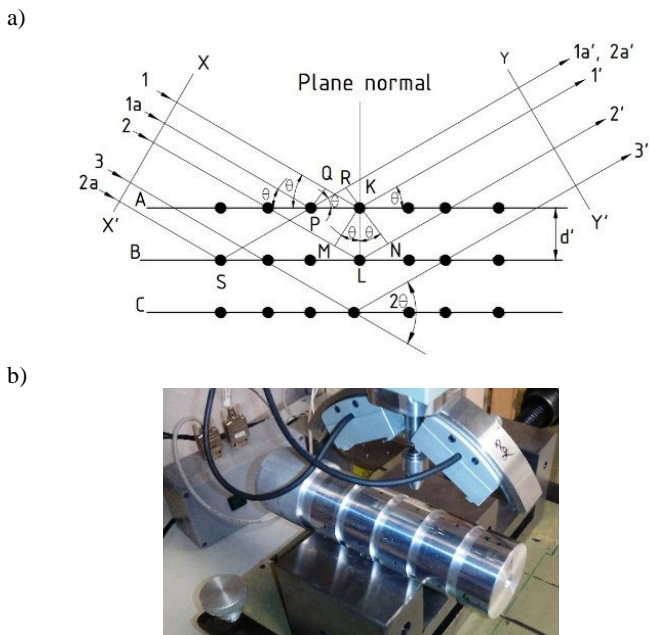 a)
X
Y
1a', 2a'
1
Plane normal
1'
1a
2
2'
3
Q
R
K
3'
2a
θ
θ
θ
θ
A
P
X'
M
θ
θ
N
Y'
d'
B
S
L
2θ
C
b)